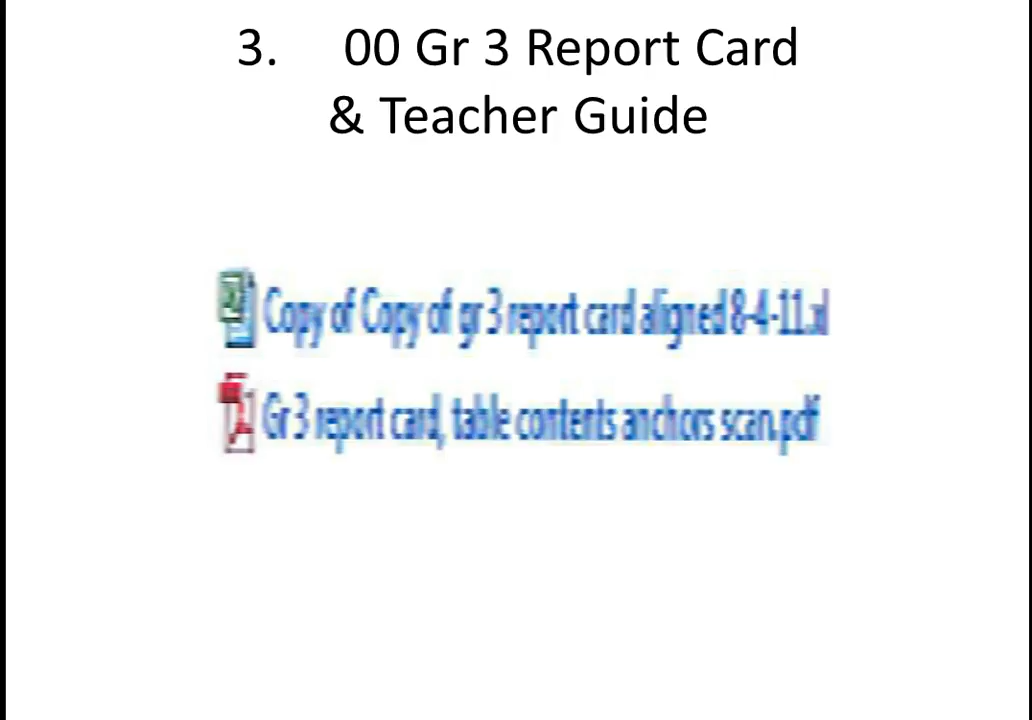 3. 00 Gr 3 Report Card
& Teacher Guide
Copy of Copy of gr 3 report card aligned 8-4-11.xl
Gr 3 report card, table contents anchors scan.pdf